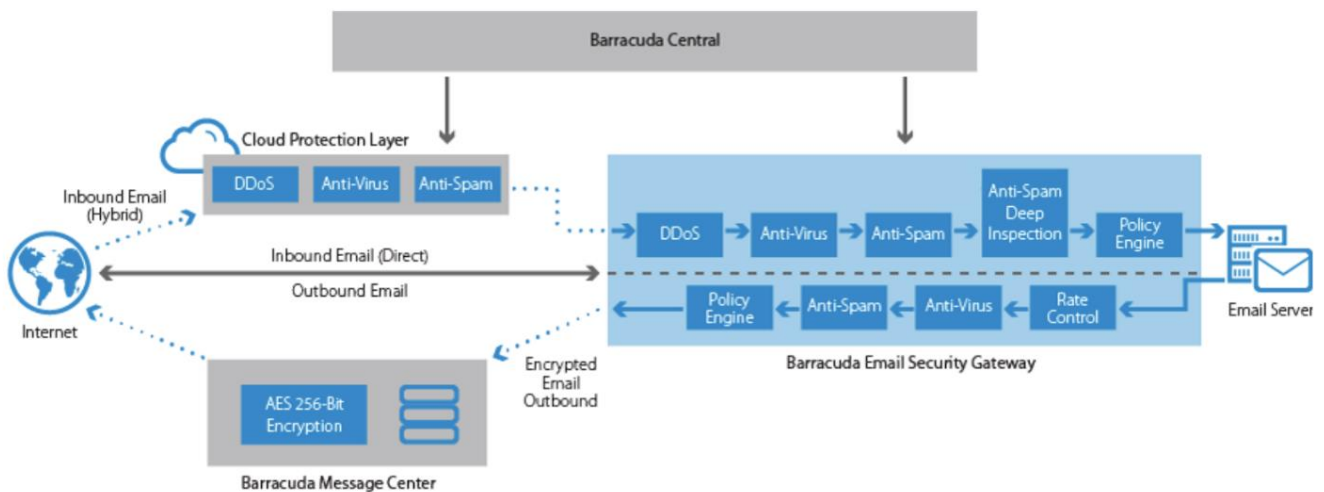 Barracuda Central
Cloud Protection Layer
DDoS
Anti-Virus
Anti-Spam
Inbound Email
(Hybrid)
Inbound Email (Direct)
Outbound Email
Internet
DDoS
Anti-Virus
Anti-Spam
Anti-Spam
Deep
Inspection
Policy
Engine
Policy
Engine
Anti-Spam
Anti-Virus
Rate
Control
Email Server
Barracuda Email Security Gateway
Encrypted
Email
Outbound
AES 256-Bit
Encryption
Barracuda Message Center